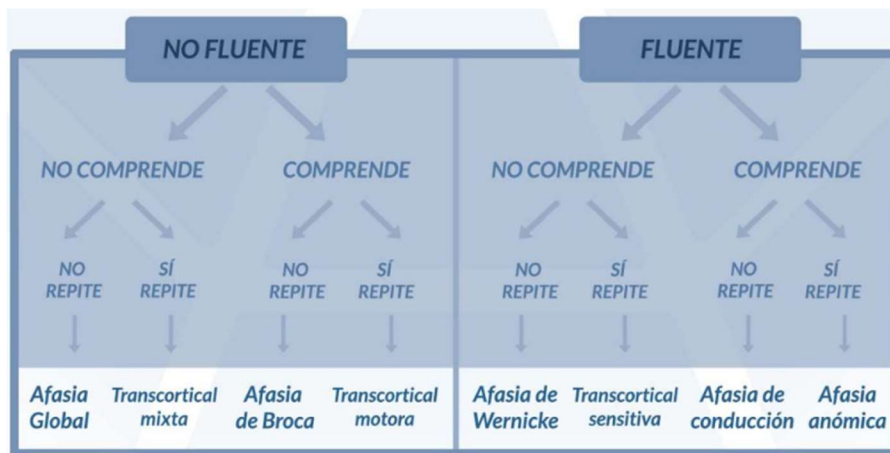 NO FLUENTE
FLUENTE
NO COMPRENDE
COMPRENDE
NO COMPRENDE
COMPRENDE
NO
REPITE
SÍ
REPITE
NO
REPITE
SÍ
REPITE
NO
REPITE
SÍ
REPITE
NO
REPITE
SÍ
REPITE
Afasia
Global
Transcortical
mixta
Afasia
de Broca
Transcortical
motora
Afasia de
Wernicke
Transcortical
sensitiva
Afasia de
conducción
Afasia
anómica